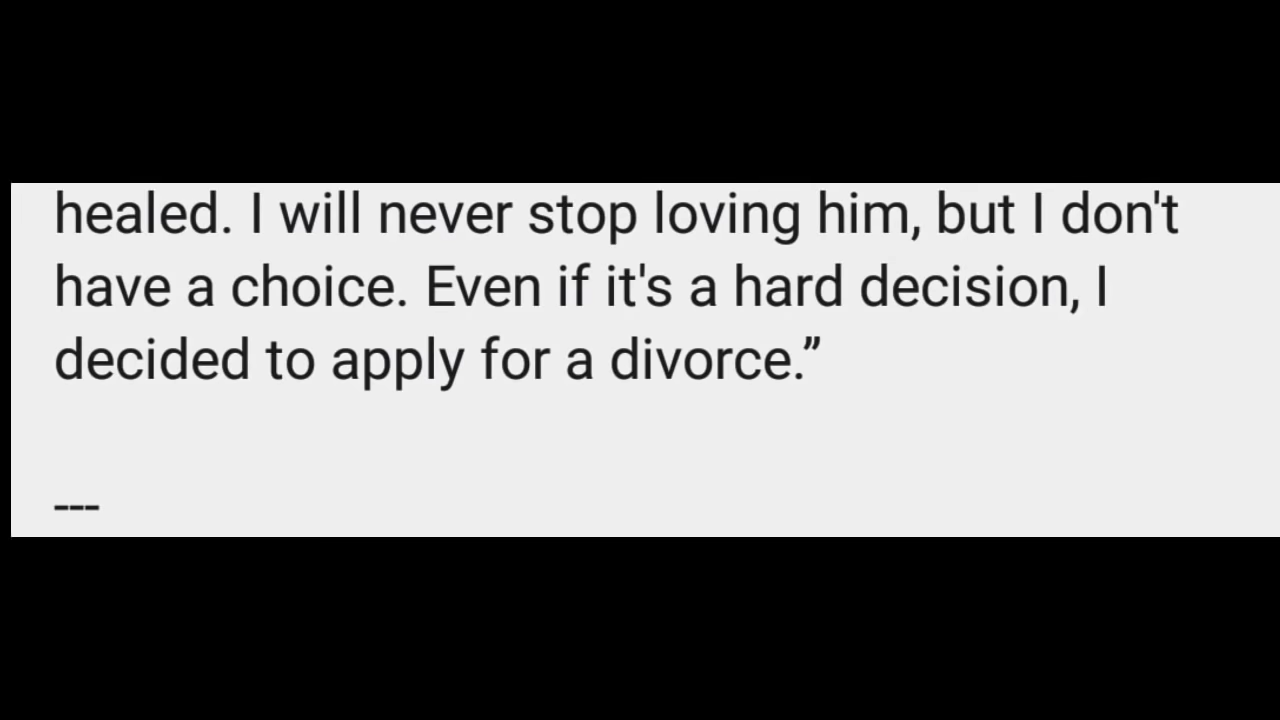 healed. I will never stop loving him, but I don't
have a choice. Even if it's a hard decision, I
decided to apply for a divorce.”
---